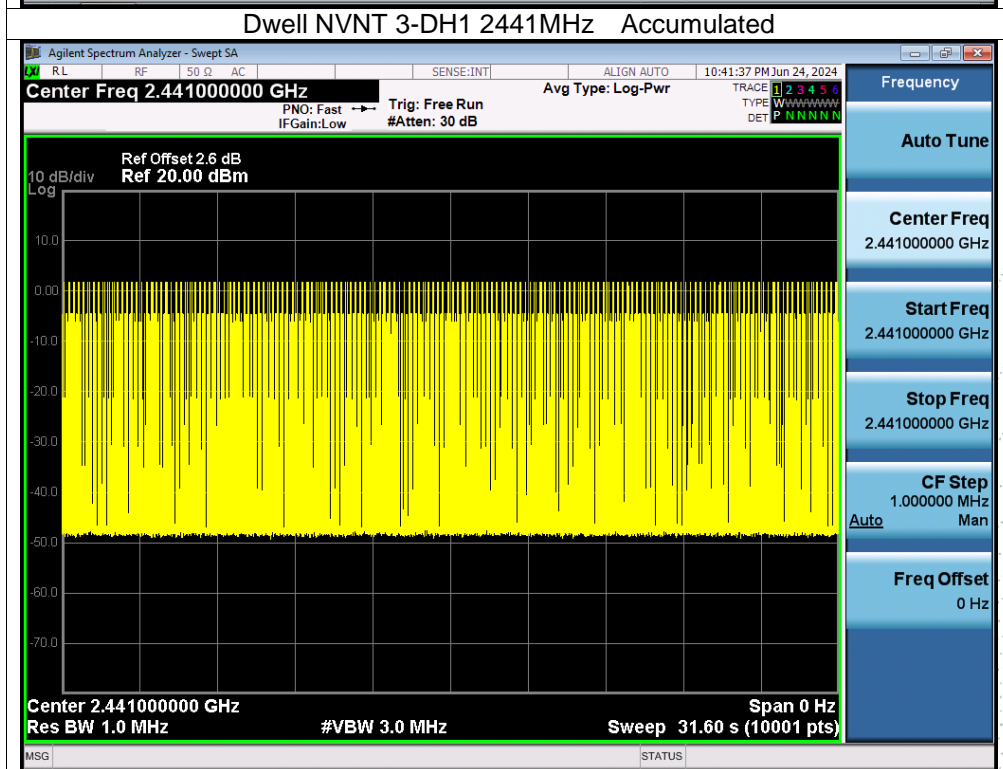 Dwell NVNT 3-DH1 2441MHz Accumulated
Agilent Spectrum Analyzer - Swept SA
LXI RL RF 50 Ω AC SENSE:INT ALIGN AUTO 10:41:37 PM Jun 24, 2024
Center Freq 2.441000000 GHz
PNO: Fast
IFGain:Low
Trig: Free Run
#Atten: 30 dB
Avg Type: Log-Pwr
TRACE 1 2 3 4 5 6
TYPE WWWWWW
DET P N N N N N
Frequency
Ref Offset 2.6 dB
10 dB/div Ref 20.00 dBm
Log
10.0
0.00
-10.0
-20.0
-30.0
-40.0
-50.0
-60.0
-70.0
Center 2.441000000 GHz Span 0 Hz
Res BW 1.0 MHz #VBW 3.0 MHz Sweep 31.60 s (10001 pts)
Auto Tune
Center Freq
2.441000000 GHz
Start Freq
2.441000000 GHz
Stop Freq
2.441000000 GHz
CF Step
1.000000 MHz
Auto Man
Freq Offset
0 Hz
MSG STATUS